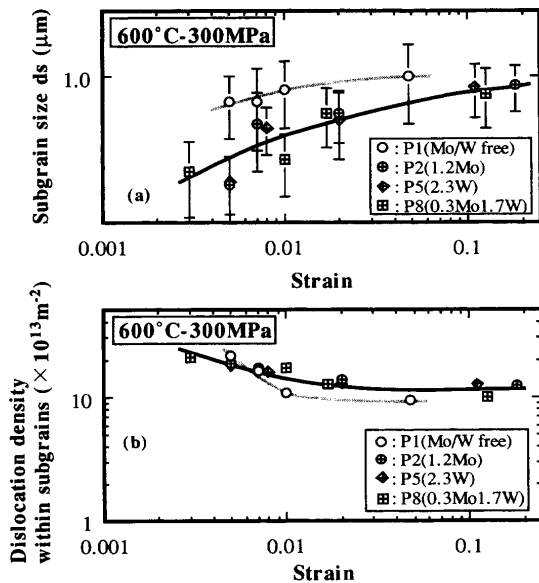 600°C-300MPa
Subgrain size ds (μm)
1.0
(a)
○ : P1(Mo/W free)
⊕ : P2(1.2Mo)
◈ : P5(2.3W)
⊞ : P8(0.3Mo1.7W)
0.001 0.01 0.1
Strain
600°C-300MPa
Dislocation density
within subgrains (×10¹³m⁻²)
10
1
(b)
○ : P1(Mo/W free)
⊕ : P2(1.2Mo)
◈ : P5(2.3W)
⊞ : P8(0.3Mo1.7W)
0.001 0.01 0.1
Strain